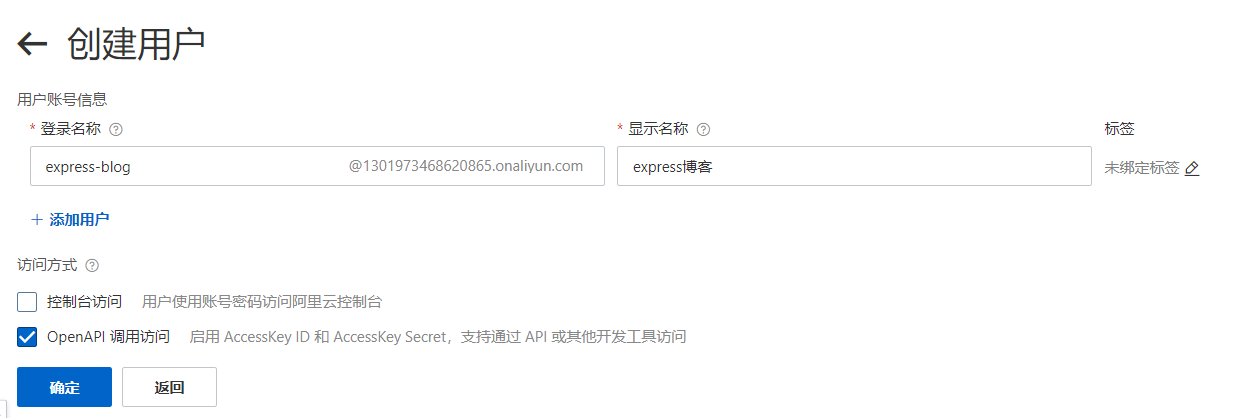 创建用户
用户账号信息
* 登录名称 * 显示名称 标签
express-blog @1301973468620865.onaliyun.com express博客 未绑定标签
+ 添加用户
访问方式
控制台访问 用户使用账号密码访问阿里云控制台
OpenAPI 调用访问 启用 AccessKey ID 和 AccessKey Secret，支持通过 API 或其他开发工具访问
确定 返回